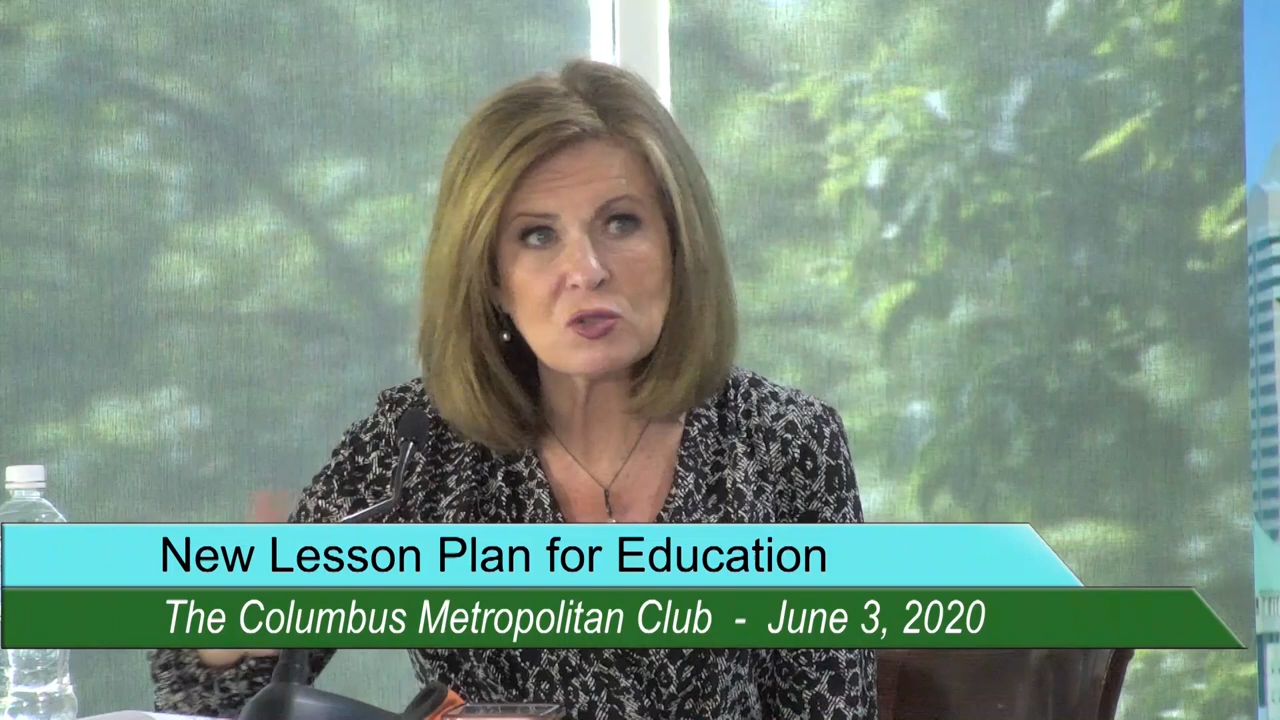 New Lesson Plan for Education
The Columbus Metropolitan Club - June 3, 2020